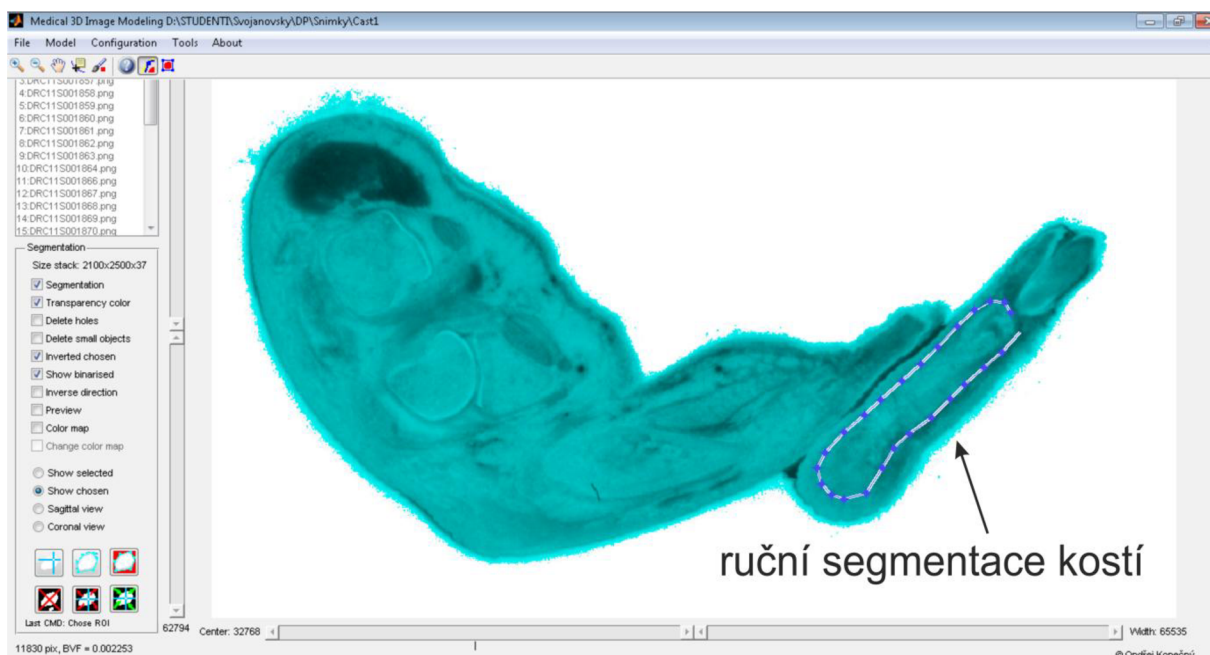 Medical 3D Image Modeling D:\STUDENTI\Svojanovsky\DP\Snimky\Cast1
File Model Configuration Tools About
3:DRC11S001857.png
4:DRC11S001858.png
5:DRC11S001859.png
6:DRC11S001860.png
7:DRC11S001861.png
8:DRC11S001862.png
9:DRC11S001863.png
10:DRC11S001864.png
11:DRC11S001866.png
12:DRC11S001867.png
13:DRC11S001868.png
14:DRC11S001869.png
15:DRC11S001870.png
Segmentation
Size stack: 2100x2500x37
Segmentation
Transparency color
Delete holes
Delete small objects
Inverted chosen
Show binarised
Inverse direction
Preview
Color map
Change color map
Show selected
Show chosen
Sagittal view
Coronal view
Last CMD: Chose ROI
ruční segmentace kostí
62794 Center: 32768 Width: 65535
11830 pix, BVF = 0.002253
@ Ondřej Konečný